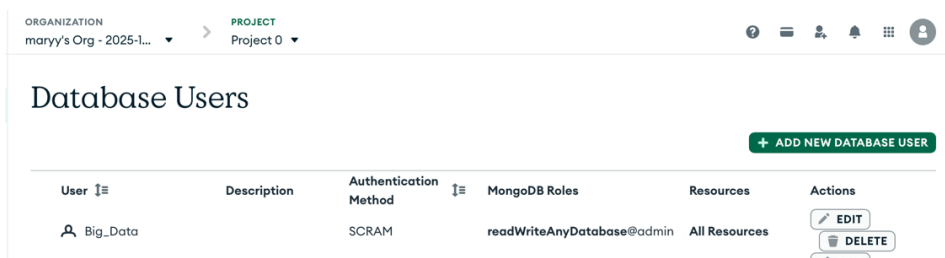 ORGANIZATION PROJECT
maryy's Org - 2025-1... Project 0
Database Users
+ ADD NEW DATABASE USER
User Description Authentication Method MongoDB Roles Resources Actions
Big_Data SCRAM readWriteAnyDatabase@admin All Resources EDIT
DELETE